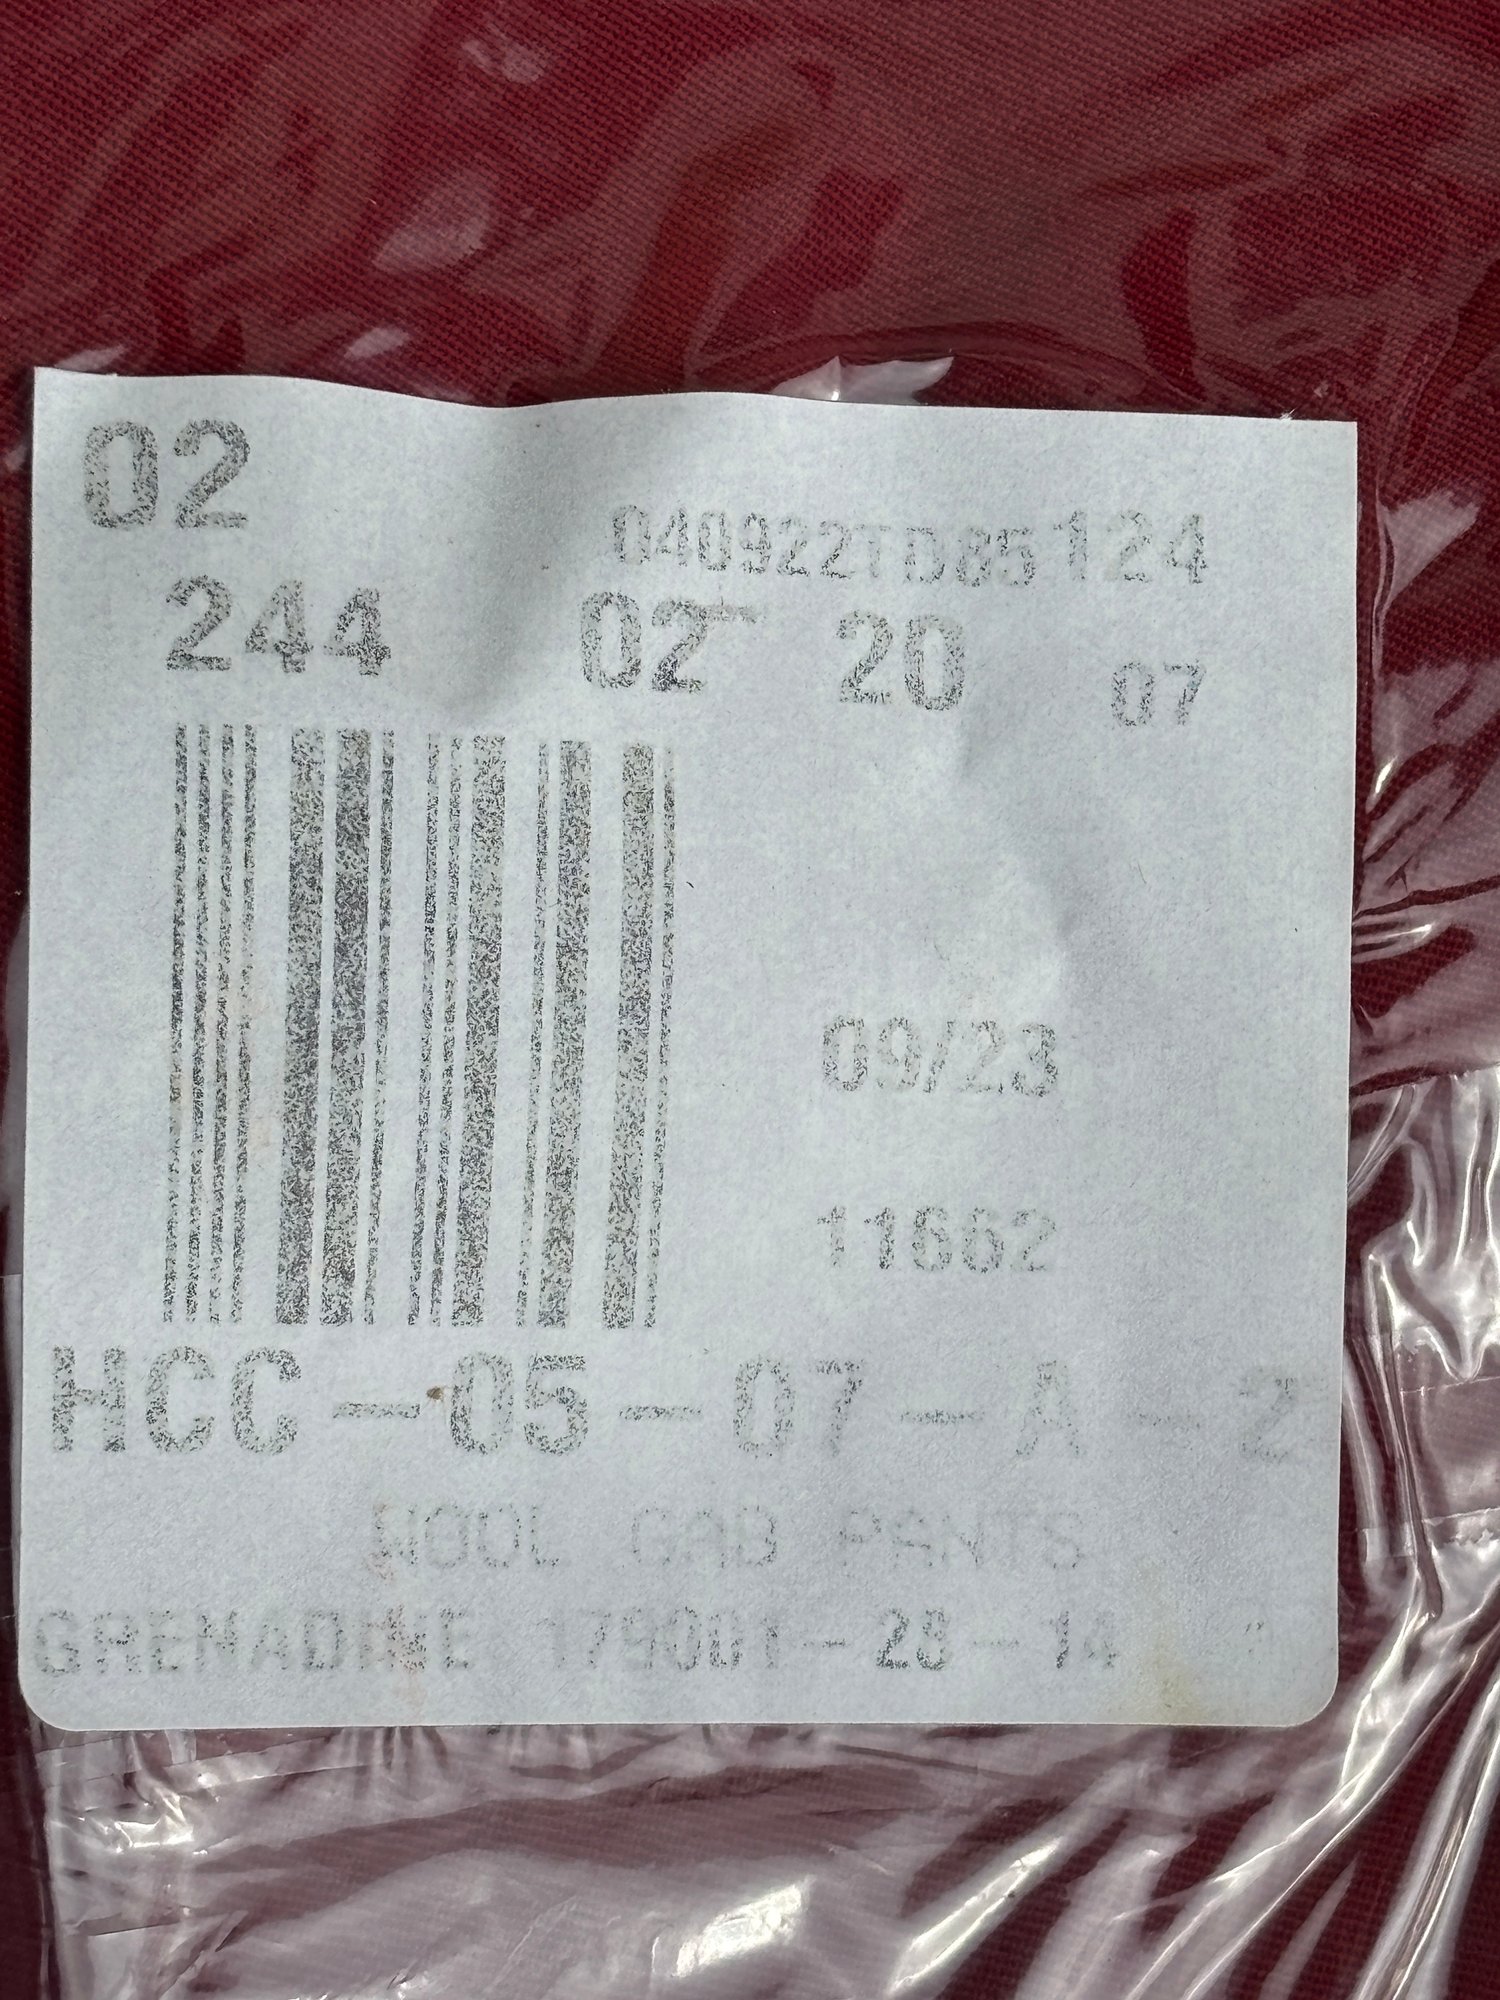 02
040922TD85124
244 02 20 07
09/23
11662
HCC-05-07-A-2
WOOL GAB PANTS
GRENADINE 179001-28-14